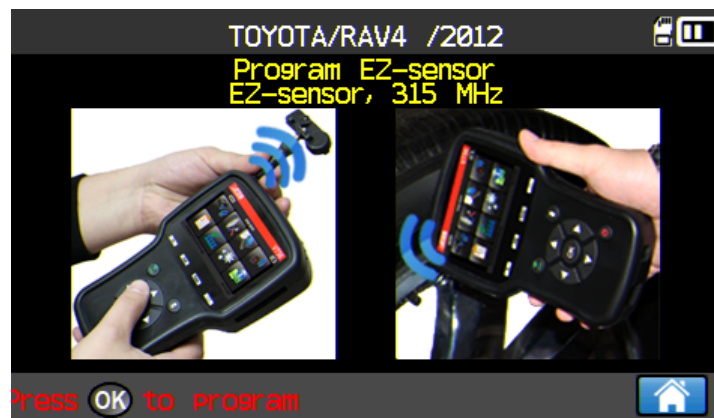 TOYOTA/RAV4 /2012
Program EZ-sensor
EZ-sensor, 315 MHz
Press OK to program